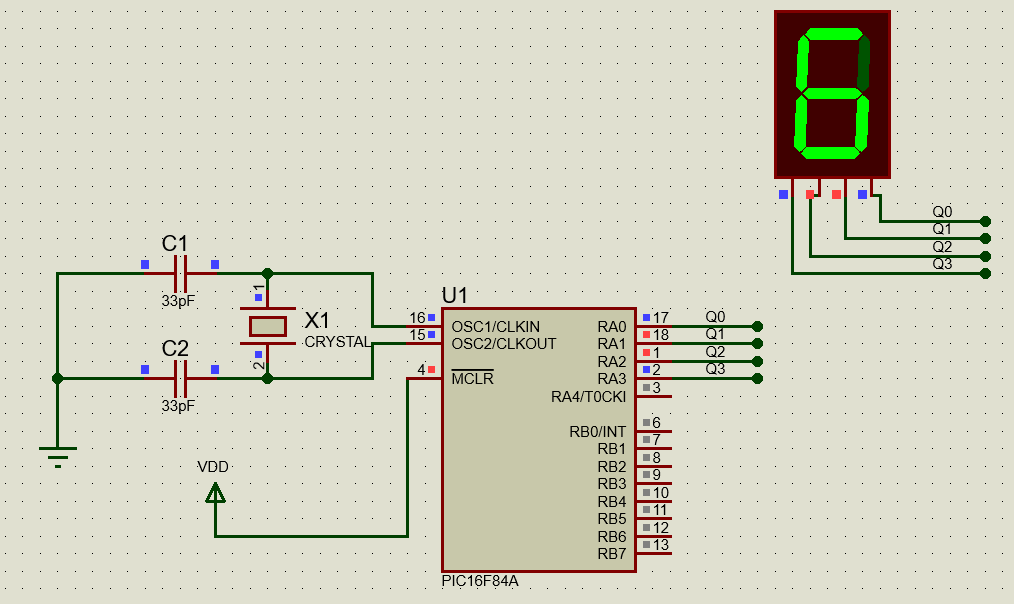 6
Q0
Q1
Q2
Q3
C1
33pF
1
X1
CRYSTAL
2
C2
33pF
VDD
U1
16 OSC1/CLKIN
15 OSC2/CLKOUT
4 MCLR
RA0 17 Q0
RA1 18 Q1
RA2 1 Q2
RA3 2 Q3
RA4/T0CKI 3
RB0/INT 6
RB1 7
RB2 8
RB3 9
RB4 10
RB5 11
RB6 12
RB7 13
PIC16F84A